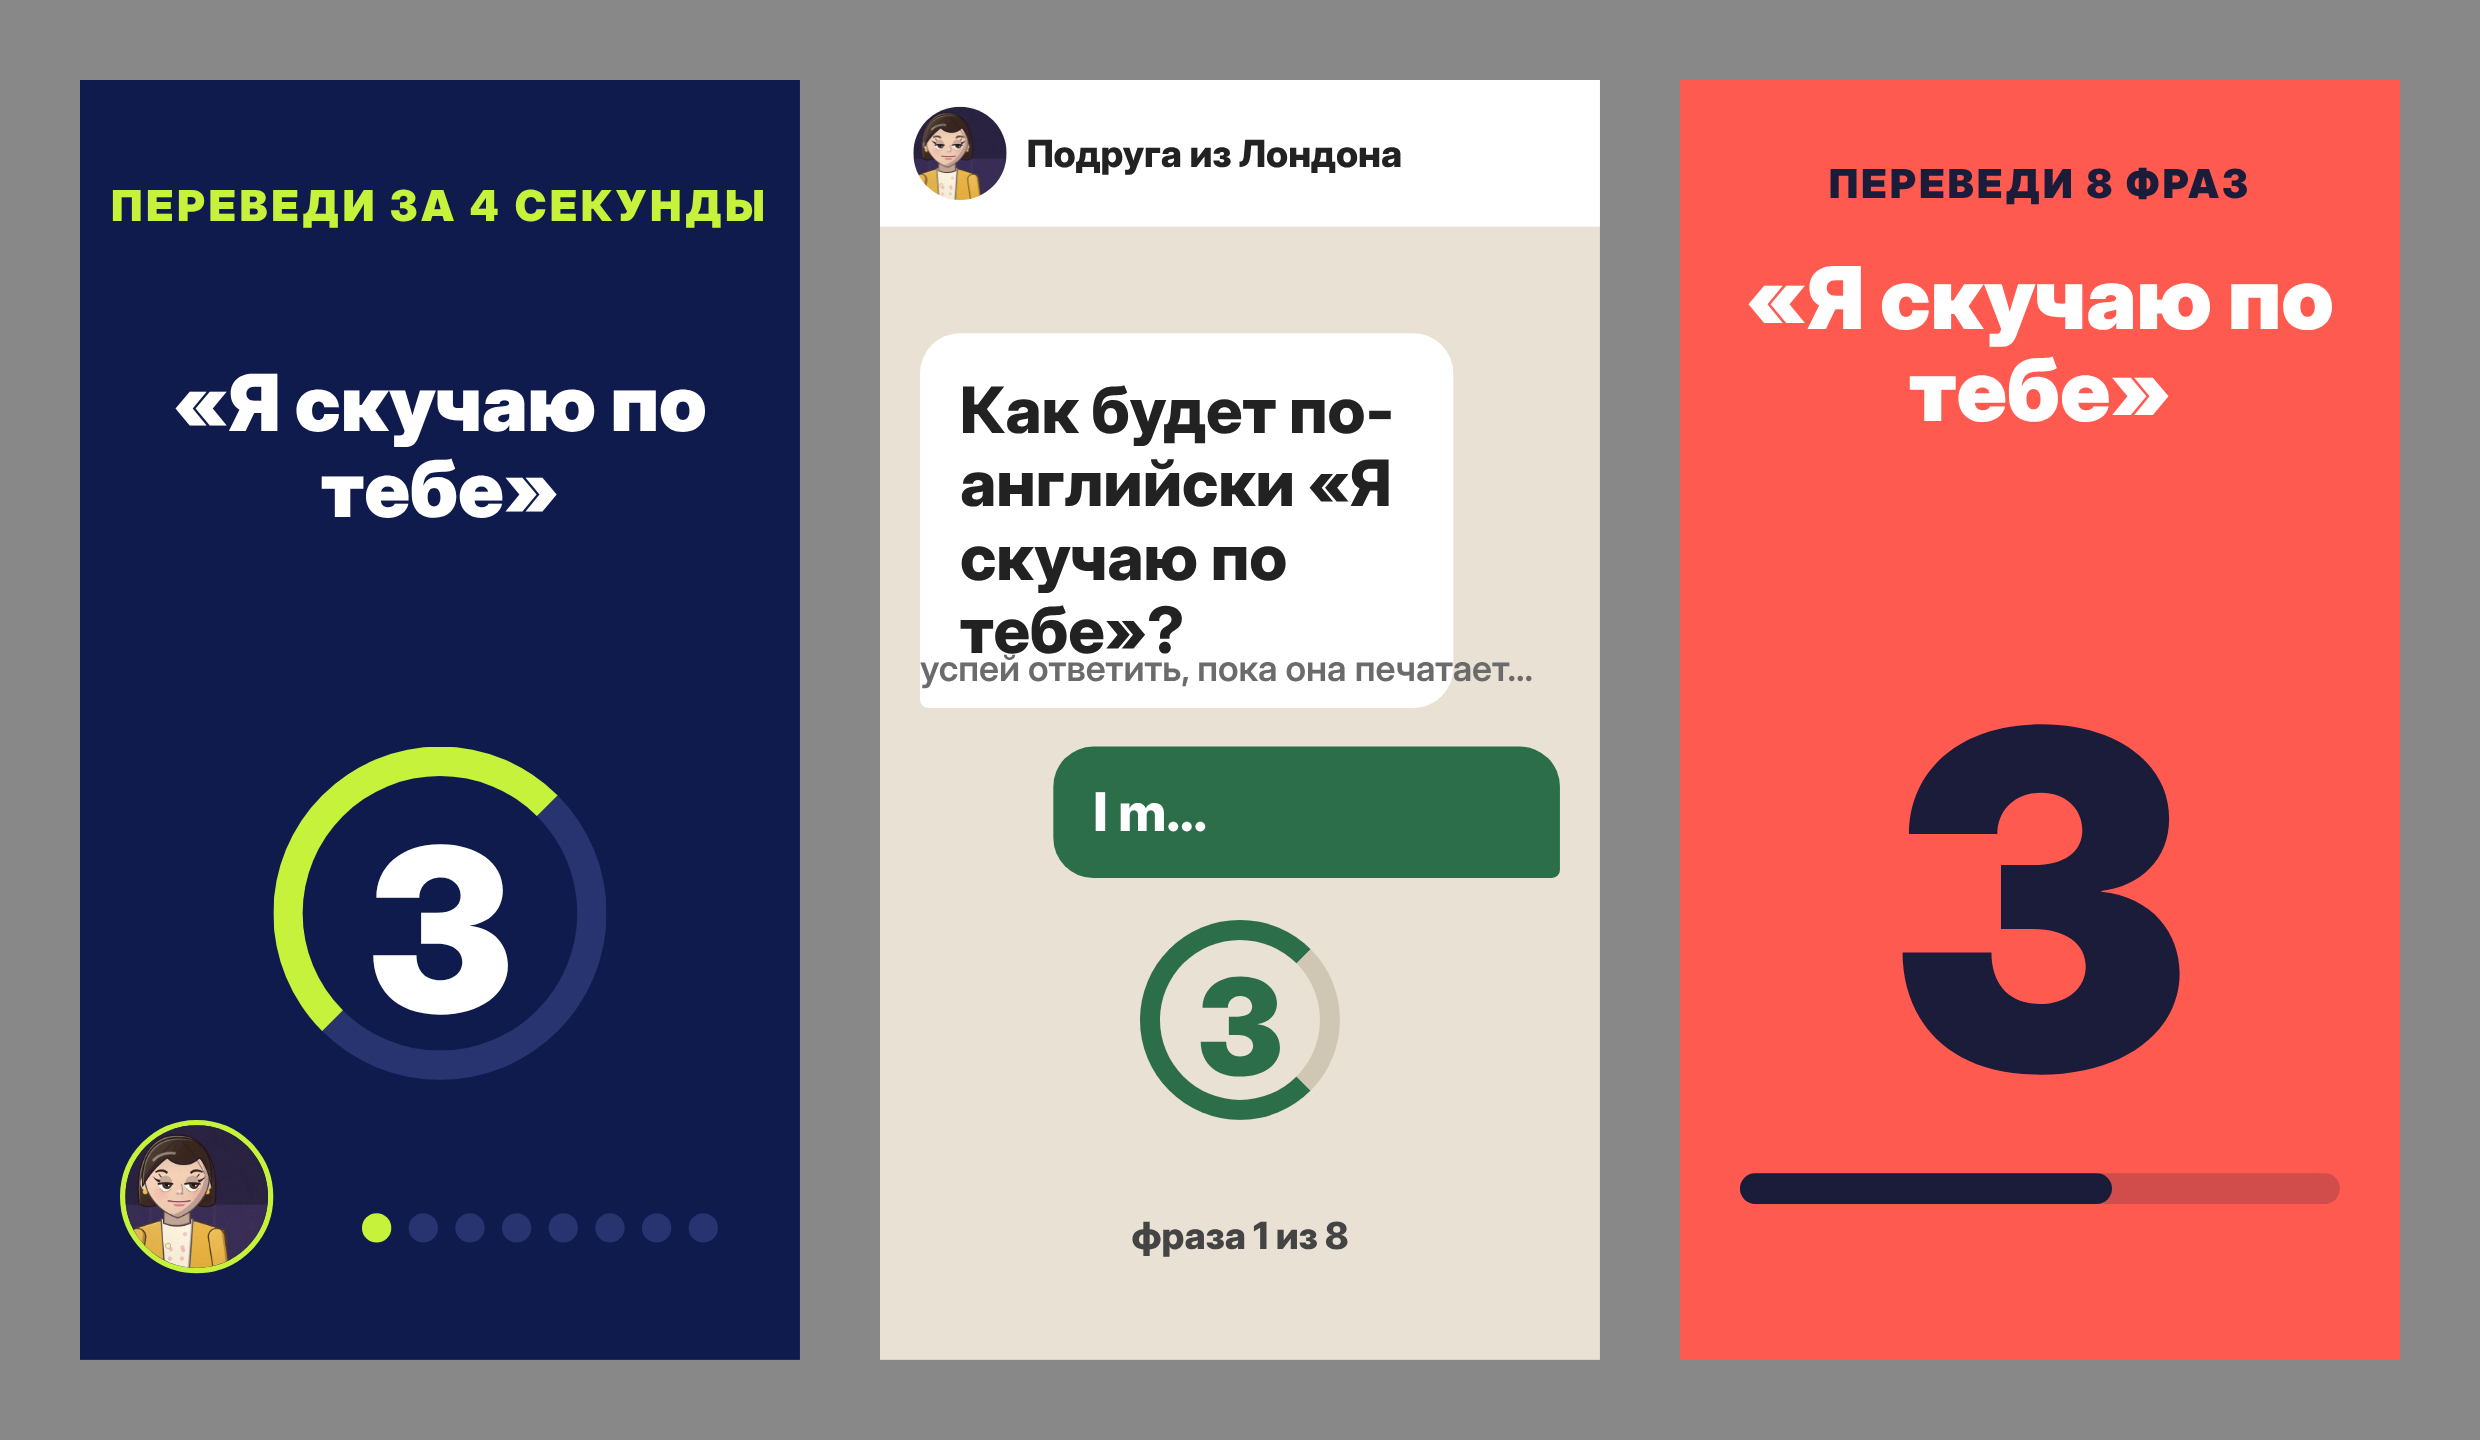 ПЕРЕВЕДИ ЗА 4 СЕКУНДЫ
«Я скучаю по
тебе»
3
Подруга из Лондона
Как будет по-
английски «Я
скучаю по
тебе»?
успей ответить, пока она печатает...
I m...
3
фраза 1 из 8
ПЕРЕВЕДИ 8 ФРАЗ
«Я скучаю по
тебе»
3